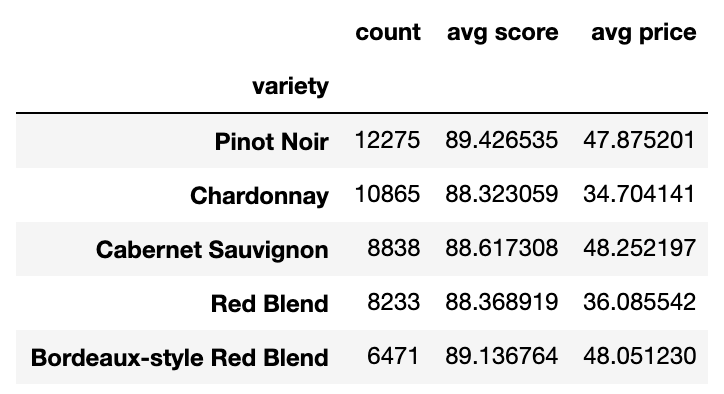 count avg score avg price
variety
Pinot Noir 12275 89.426535 47.875201
Chardonnay 10865 88.323059 34.704141
Cabernet Sauvignon 8838 88.617308 48.252197
Red Blend 8233 88.368919 36.085542
Bordeaux-style Red Blend 6471 89.136764 48.051230